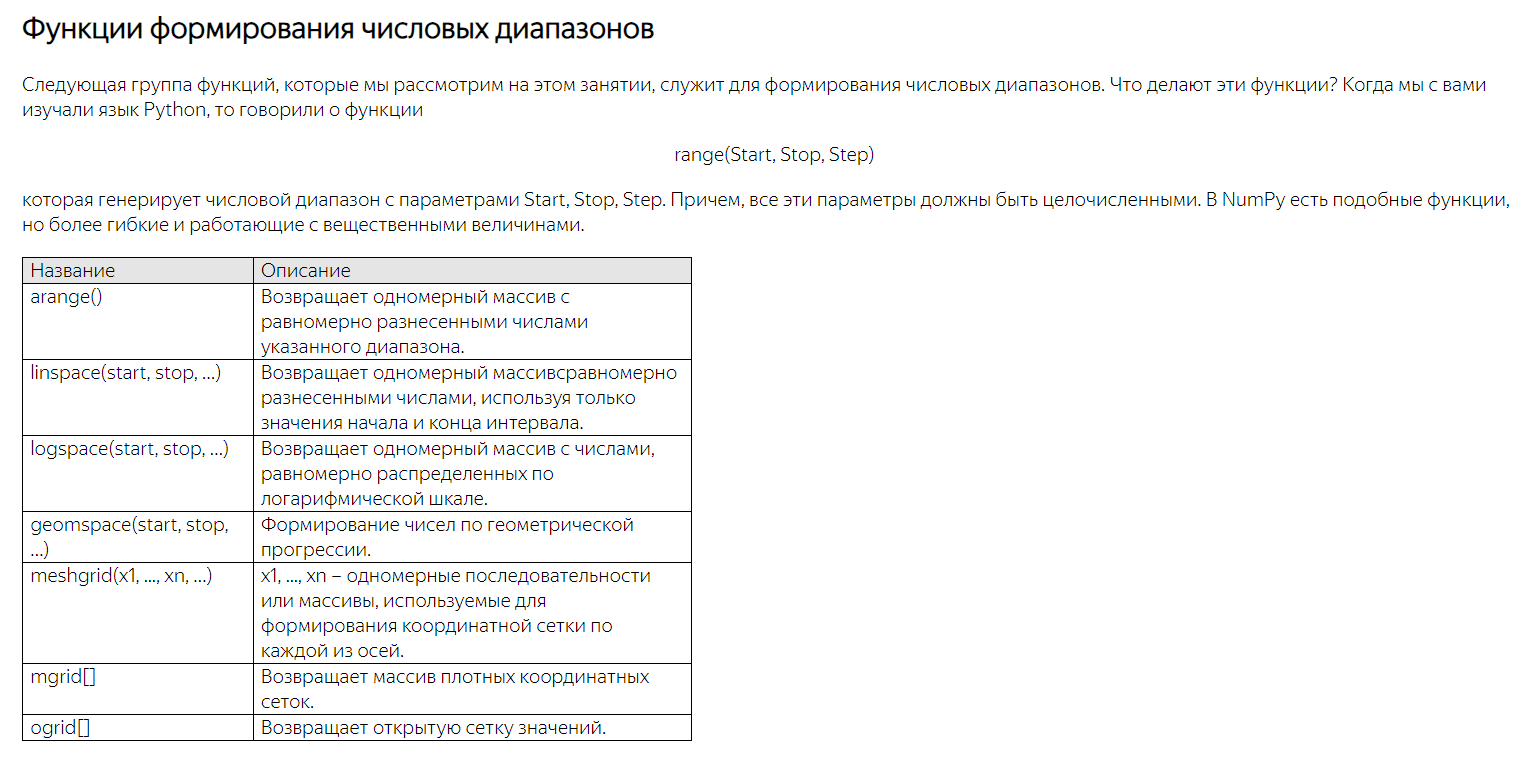 Функции формирования числовых диапазонов
Следующая группа функций, которые мы рассмотрим на этом занятии, служит для формирования числовых диапазонов. Что делают эти функции? Когда мы с вами
изучали язык Python, то говорили о функции
range(Start, Stop, Step)
которая генерирует числовой диапазон с параметрами Start, Stop, Step. Причем, все эти параметры должны быть целочисленными. В NumPy есть подобные функции,
но более гибкие и работающие с вещественными величинами.
Название
Описание
arange()
Возвращает одномерный массив с
равномерно разнесенными числами
указанного диапазона.
linspace(start, stop, ...)
Возвращает одномерный массивсравномерно
разнесенными числами, используя только
значения начала и конца интервала.
logspace(start, stop, ...)
Возвращает одномерный массив с числами,
равномерно распределенных по
логарифмической шкале.
geomspace(start, stop,
...)
Формирование чисел по геометрической
прогрессии.
meshgrid(x1, ..., xn, ...)
x1, ..., xn – одномерные последовательности
или массивы, используемые для
формирования координатной сетки по
каждой из осей.
mgrid[]
Возвращает массив плотных координатных
сеток.
ogrid[]
Возвращает открытую сетку значений.